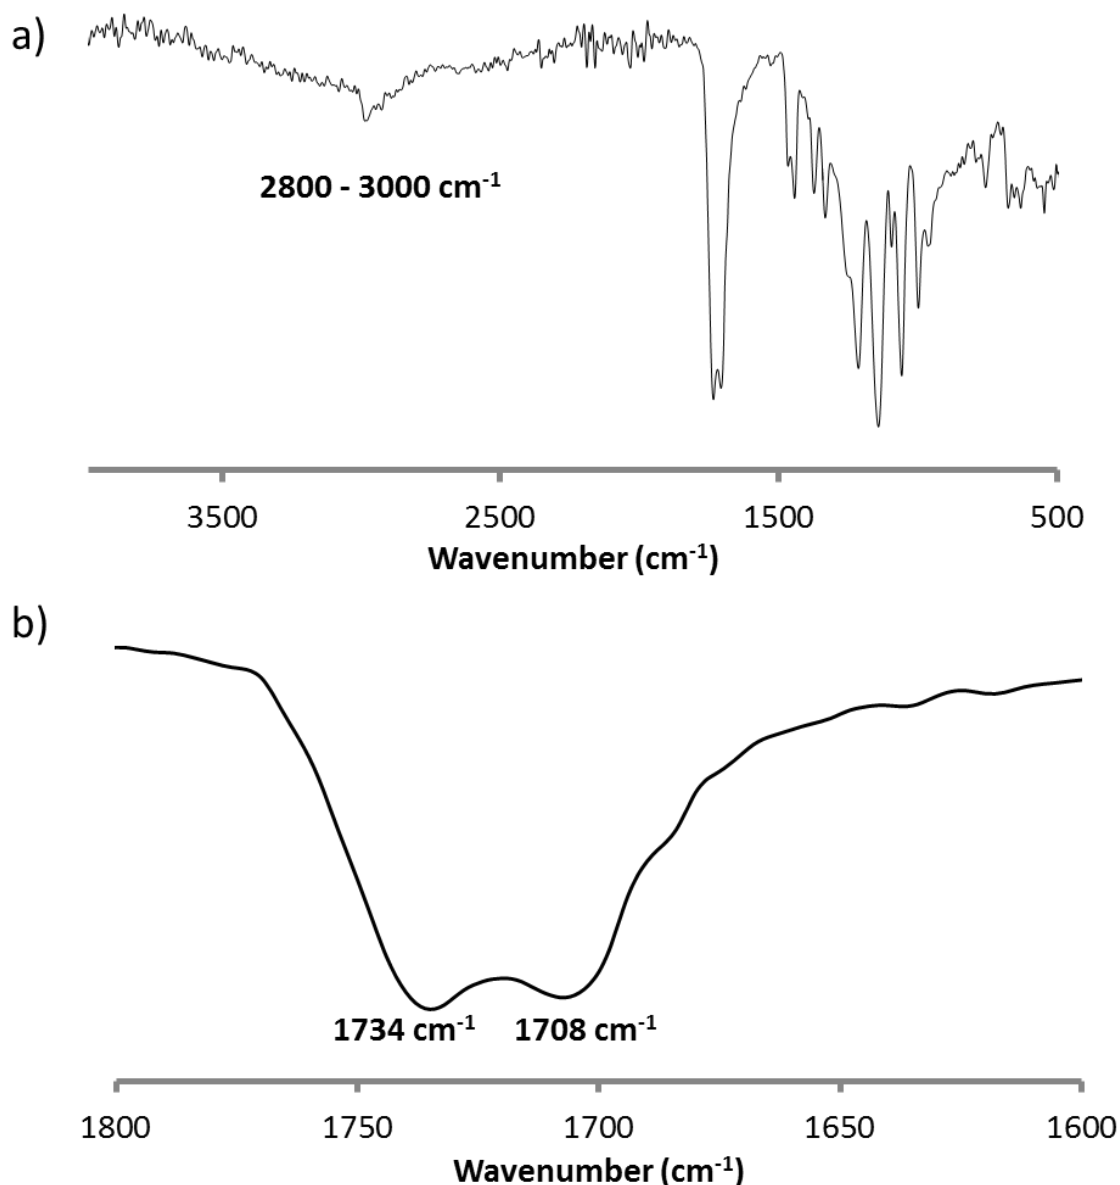 a)
2800 - 3000 cm⁻¹
3500 2500 1500 500
Wavenumber (cm⁻¹)
b)
1734 cm⁻¹ 1708 cm⁻¹
1800 1750 1700 1650 1600
Wavenumber (cm⁻¹)